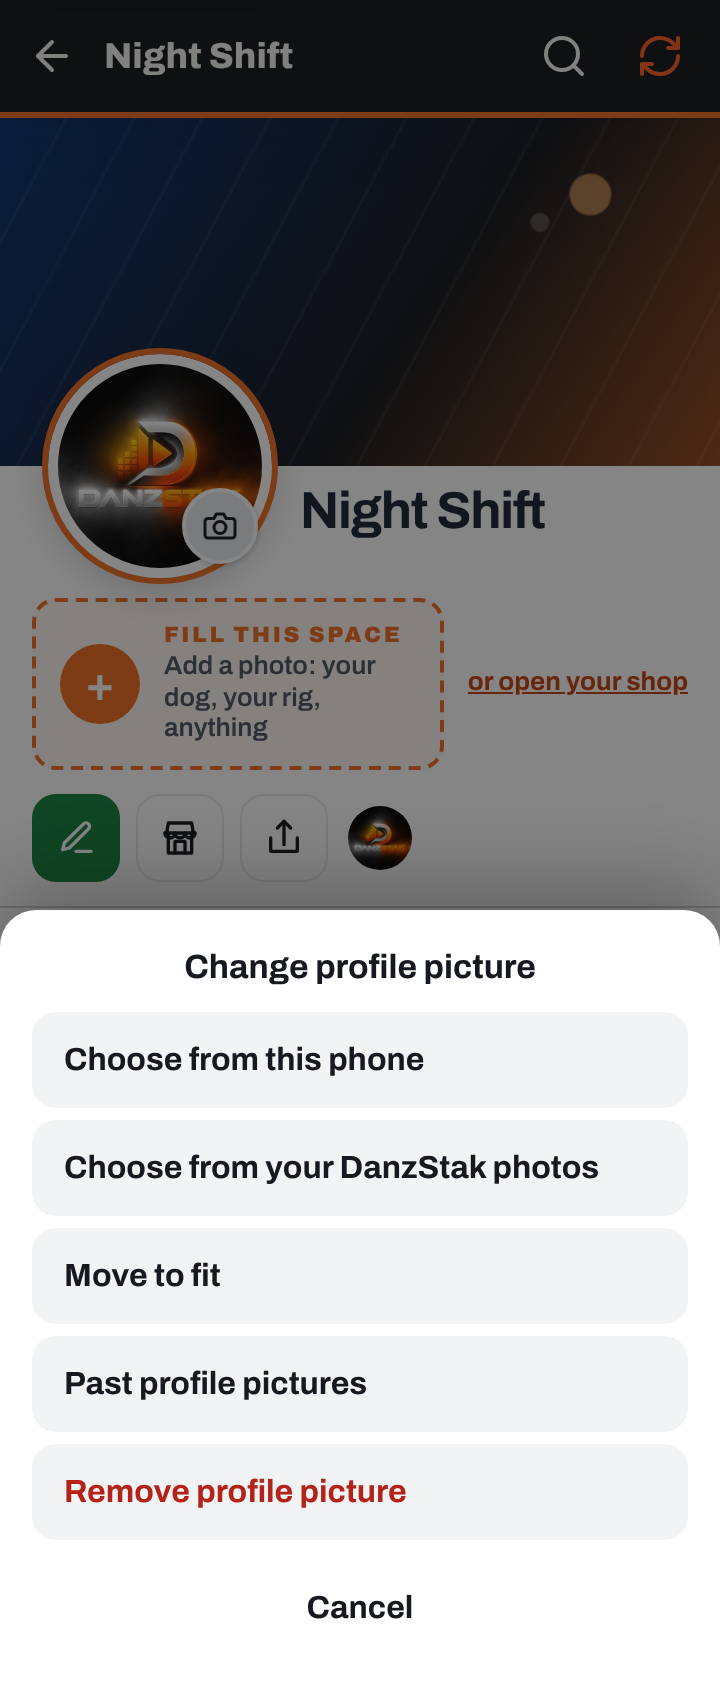 Night Shift
DANZST
Night Shift
FILL THIS SPACE
Add a photo: your
dog, your rig,
anything
or open your shop
DANZSTAK
Change profile picture
Choose from this phone
Choose from your DanzStak photos
Move to fit
Past profile pictures
Remove profile picture
Cancel